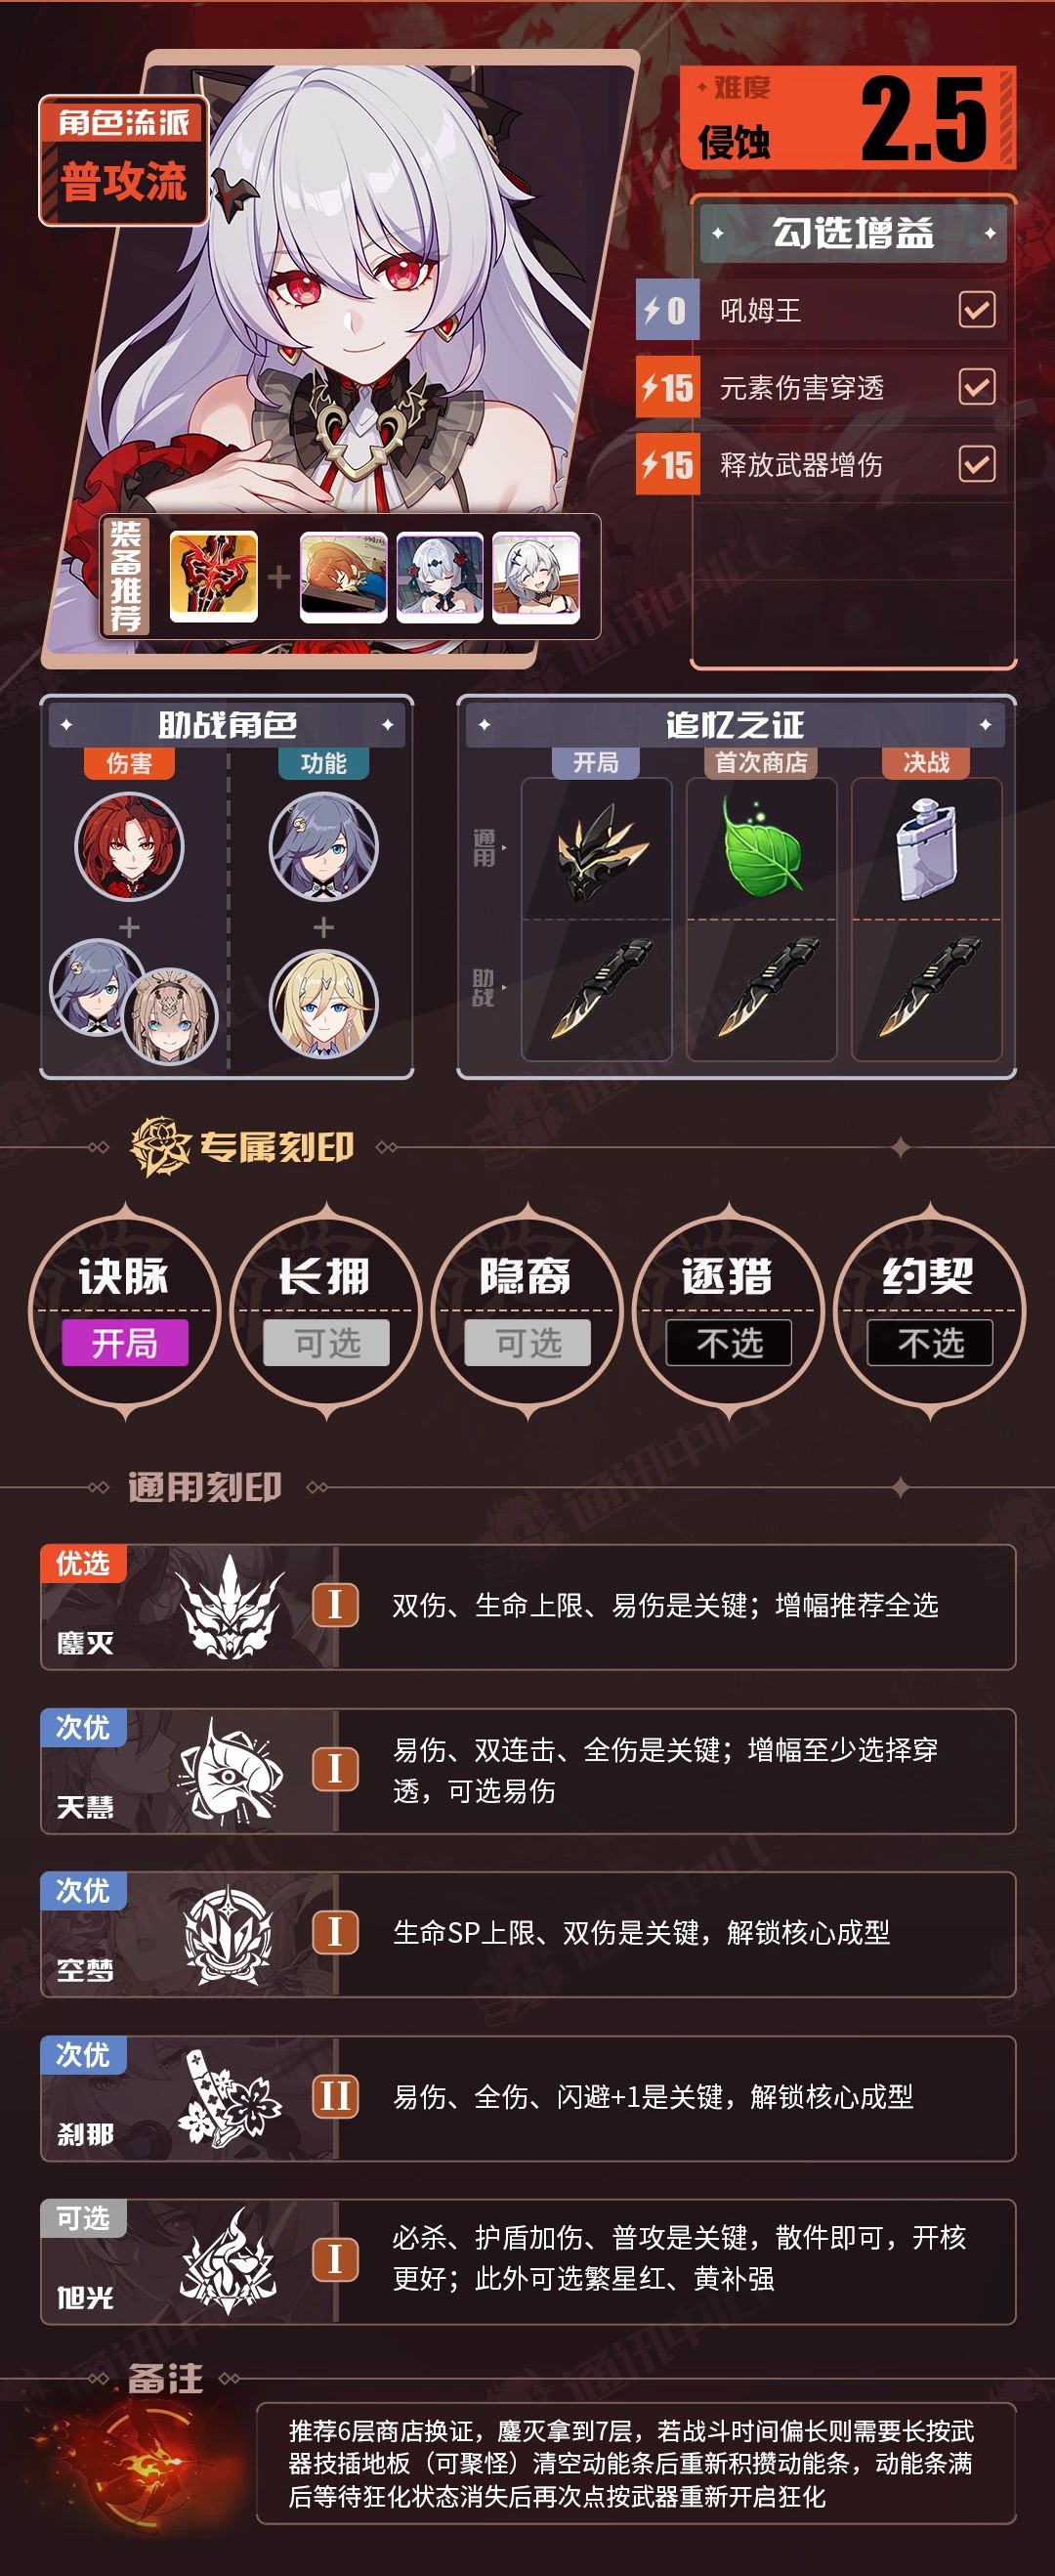 角色流派
普攻流
难度
侵蚀
2.5
勾选增益
0 吼姆王
15 元素伤害穿透
15 释放武器增伤
装备推荐
助战角色
伤害
功能
追忆之证
开局
首次商店
决战
通用
助战
专属刻印
诀脉
开局
长拥
可选
隐裔
可选
逐猎
不选
约契
不选
通用刻印
优选
鏖灭
I
双伤、生命上限、易伤是关键；增幅推荐全选
次优
天慧
I
易伤、双连击、全伤是关键；增幅至少选择穿
透，可选易伤
次优
空梦
I
生命SP上限、双伤是关键，解锁核心成型
次优
刹那
II
易伤、全伤、闪避+1是关键，解锁核心成型
可选
旭光
I
必杀、护盾加伤、普攻是关键，散件即可，开核
更好；此外可选繁星红、黄补强
备注
推荐6层商店换证，鏖灭拿到7层，若战斗时间偏长则需要长按武
器技插地板（可聚怪）清空动能条后重新积攒动能条，动能条满
后等待狂化状态消失后再次点按武器重新开启狂化
通讯中心